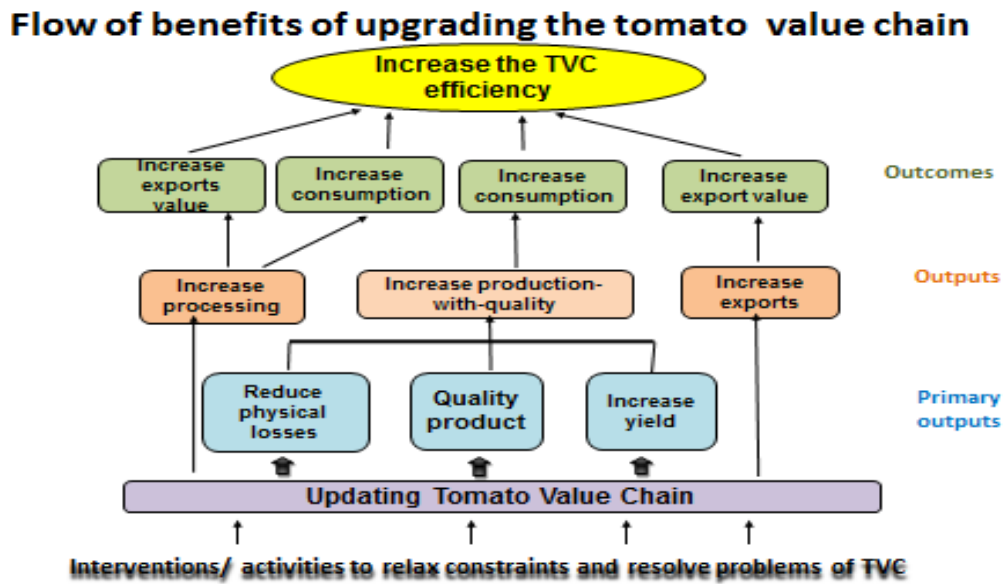 Flow of benefits of upgrading the tomato value chain
Increase the TVC
efficiency
Increase
exports
value
Increase
consumption
Increase
consumption
Increase
export value
Outcomes
Increase
processing
Increase production-
with-quality
Increase
exports
Outputs
Reduce
physical
losses
Quality
product
Increase
yield
Primary
outputs
Updating Tomato Value Chain
Interventions/ activities to relax constraints and resolve problems of TVC